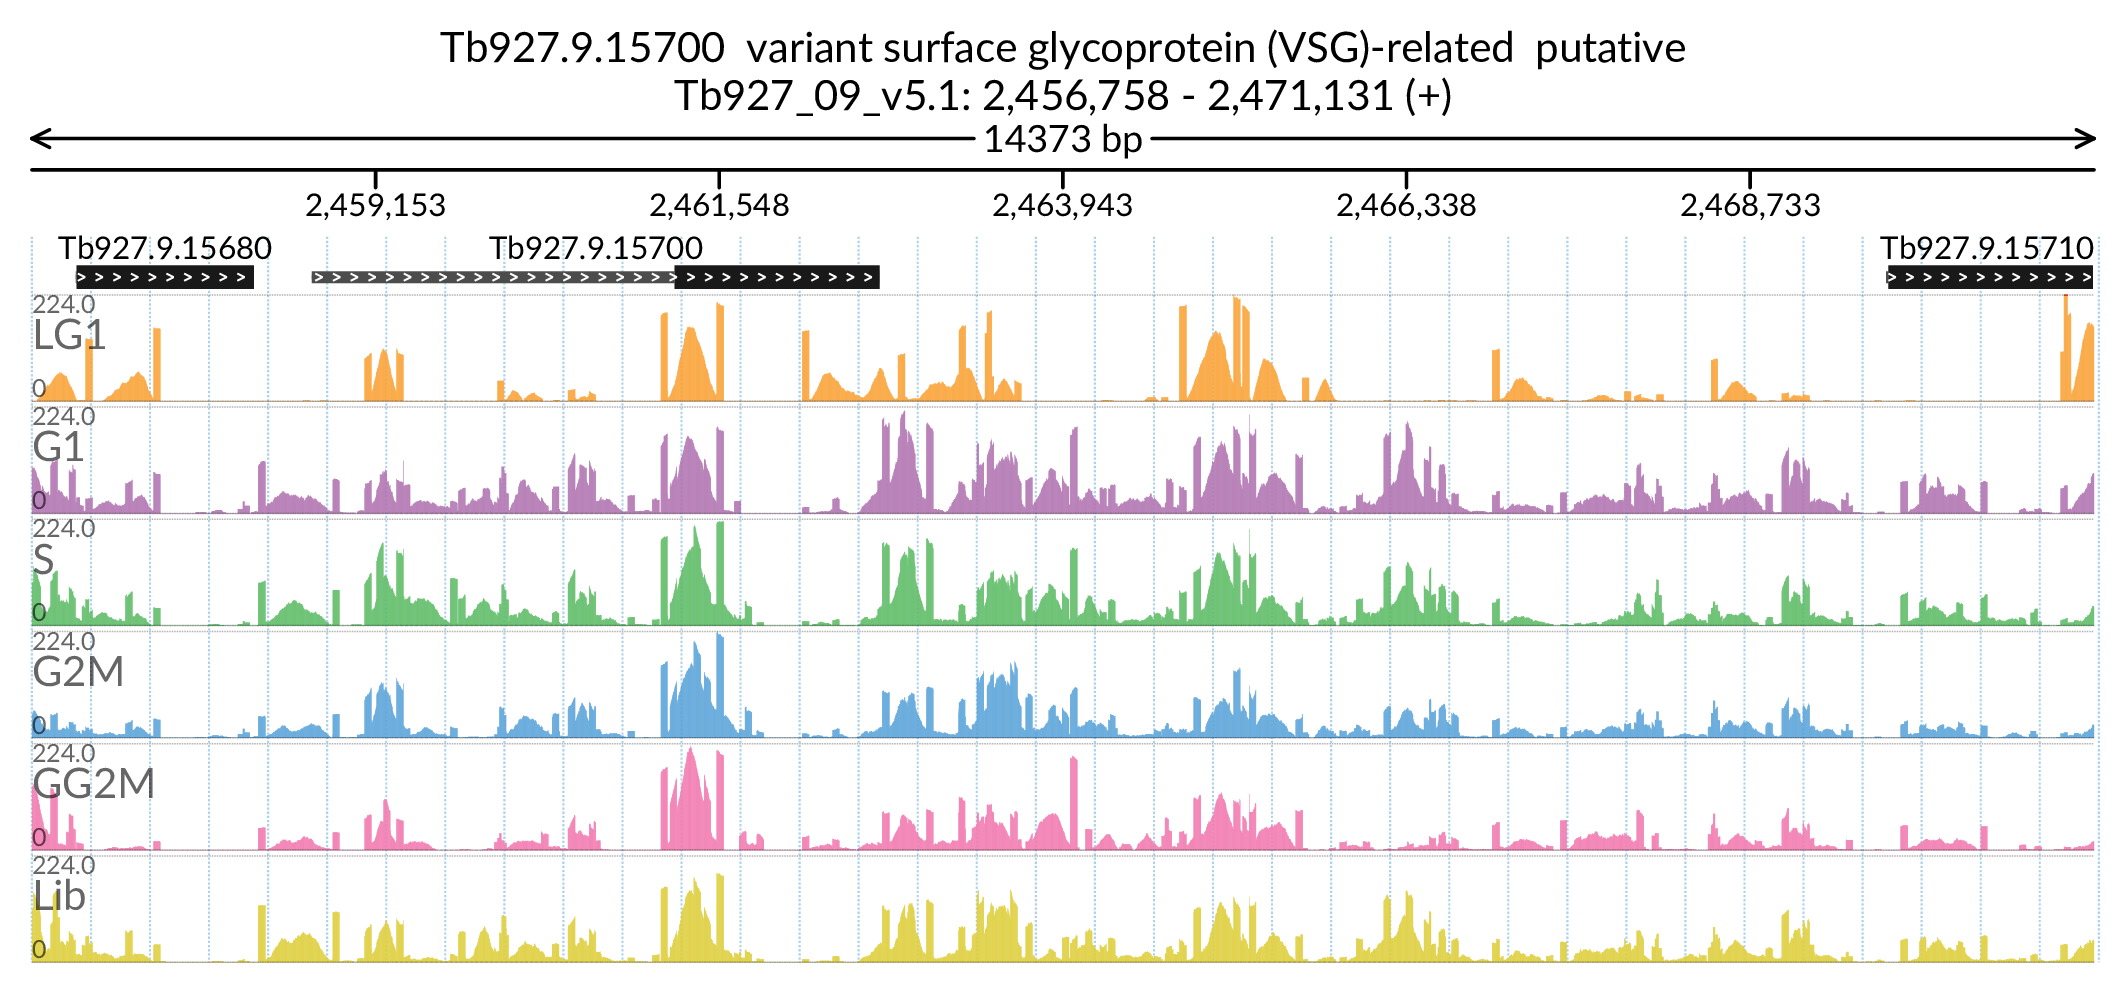 Tb927.9.15700  variant surface glycoprotein (VSG)-related  putative
Tb927_09_v5.1: 2,456,758 - 2,471,131 (+)
14373 bp
2,459,153 2,461,548 2,463,943 2,466,338 2,468,733
Tb927.9.15680 Tb927.9.15700 Tb927.9.15710
224.0
LG1
0
224.0
G1
0
224.0
S
0
224.0
G2M
0
224.0
GG2M
0
224.0
Lib
0